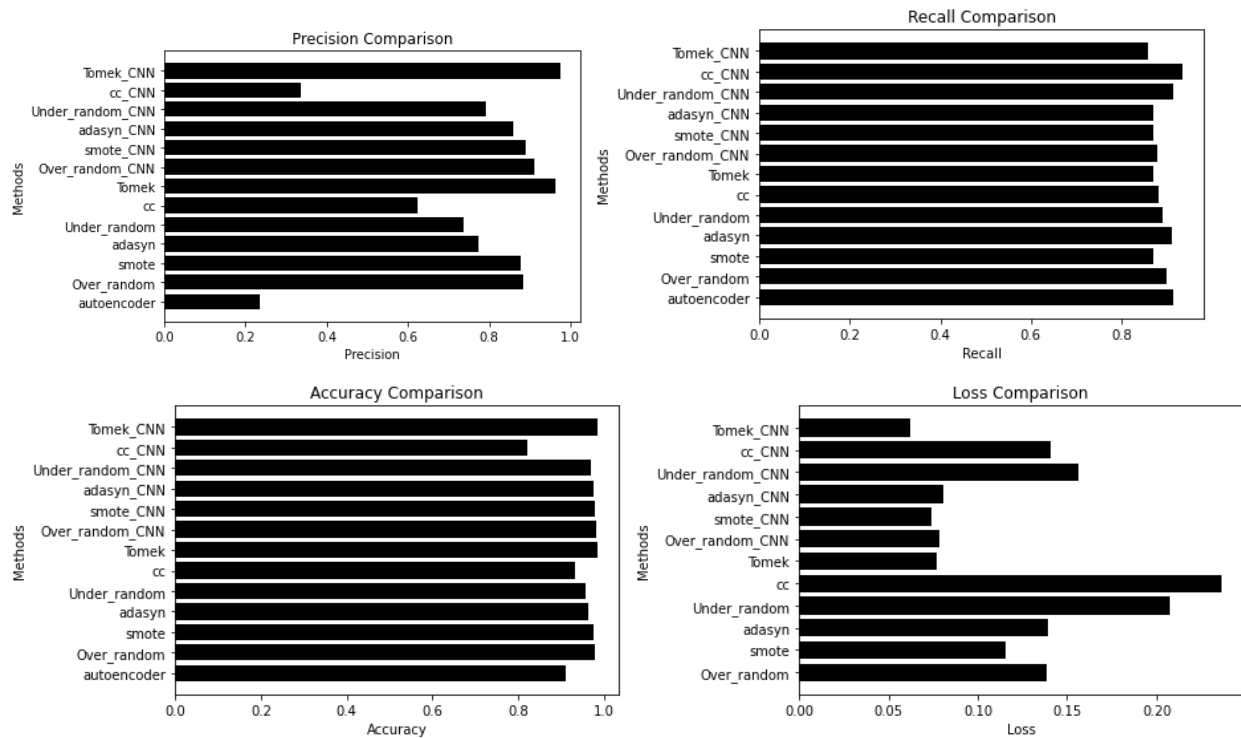 Precision Comparison
Methods
Tomek_CNN
cc_CNN
Under_random_CNN
adasyn_CNN
smote_CNN
Over_random_CNN
Tomek
cc
Under_random
adasyn
smote
Over_random
autoencoder
0.0 0.2 0.4 0.6 0.8 1.0
Precision
Recall Comparison
Methods
Tomek_CNN
cc_CNN
Under_random_CNN
adasyn_CNN
smote_CNN
Over_random_CNN
Tomek
cc
Under_random
adasyn
smote
Over_random
autoencoder
0.0 0.2 0.4 0.6 0.8
Recall
Accuracy Comparison
Methods
Tomek_CNN
cc_CNN
Under_random_CNN
adasyn_CNN
smote_CNN
Over_random_CNN
Tomek
cc
Under_random
adasyn
smote
Over_random
autoencoder
0.0 0.2 0.4 0.6 0.8 1.0
Accuracy
Loss Comparison
Methods
Tomek_CNN
cc_CNN
Under_random_CNN
adasyn_CNN
smote_CNN
Over_random_CNN
Tomek
cc
Under_random
adasyn
smote
Over_random
0.00 0.05 0.10 0.15 0.20
Loss